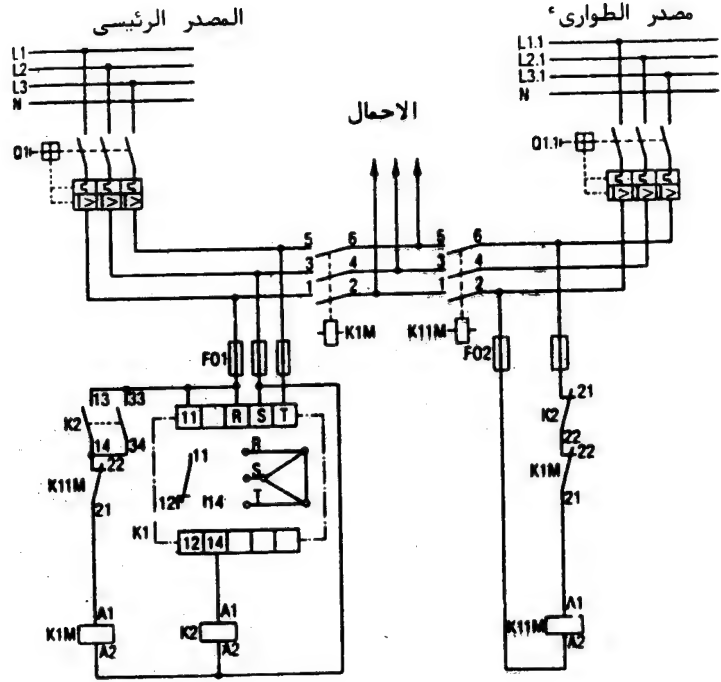 المصدر الرئيسى
مصدر الطوارىء
L1
L2
L3
N
L1.1
L2.1
L3.1
N
الاحمال
Q1
Q1.1
5 6 5 6
3 4 3 4
1 2 1 2
K1M K11M
F01
F02
13 33
K2
14 34
22
K11M
21
11 R S T
11
12 14
R
S
T
K1
12 14
21
K2
22
22
K1M
21
A1
K1M
A2
A1
K2
A2
A1
K11M
A2